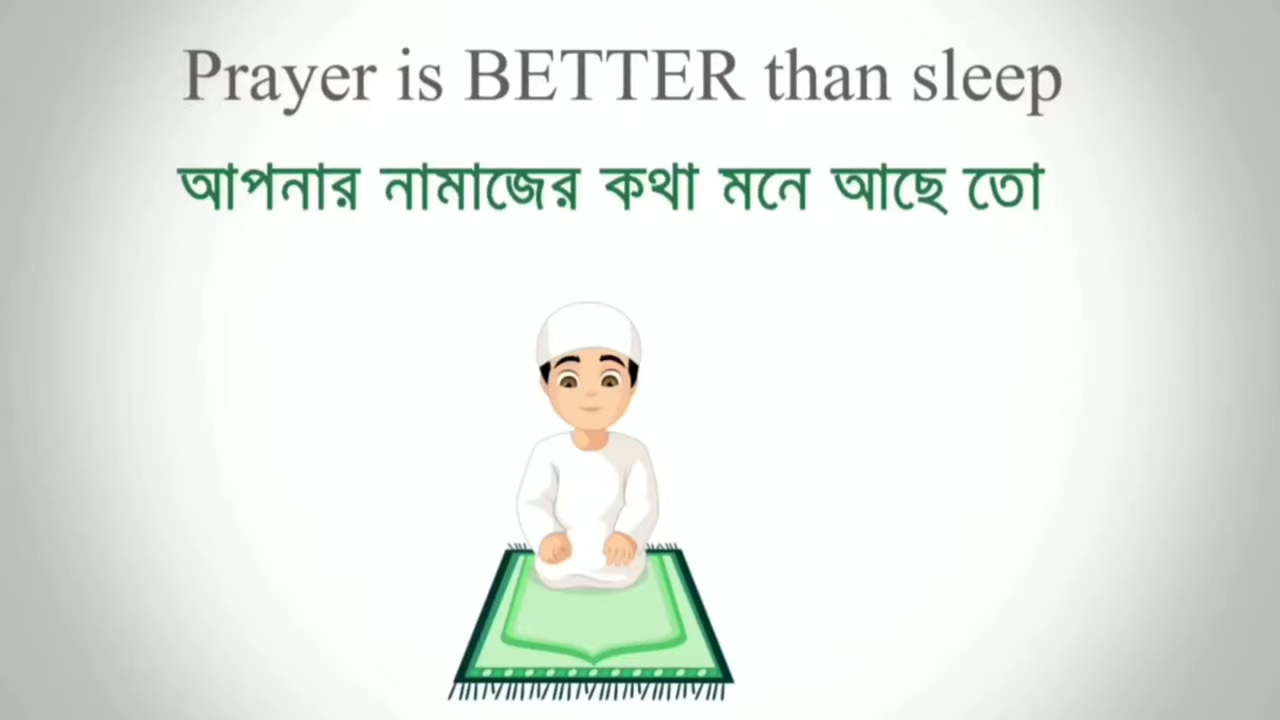 Prayer is BETTER than sleep
আপনার নামাজের কথা মনে আছে তো